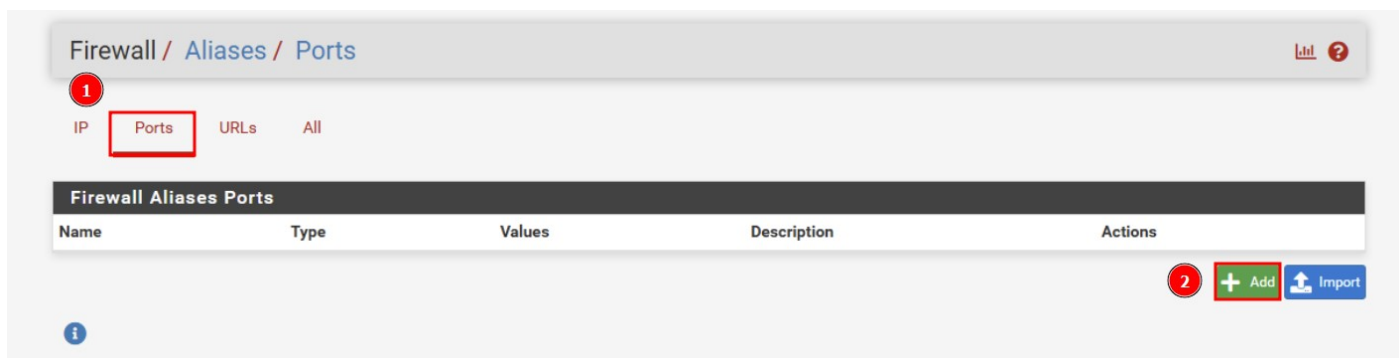 Firewall / Aliases / Ports
1
IP Ports URLs All
Firewall Aliases Ports
Name Type Values Description Actions
2 Add Import